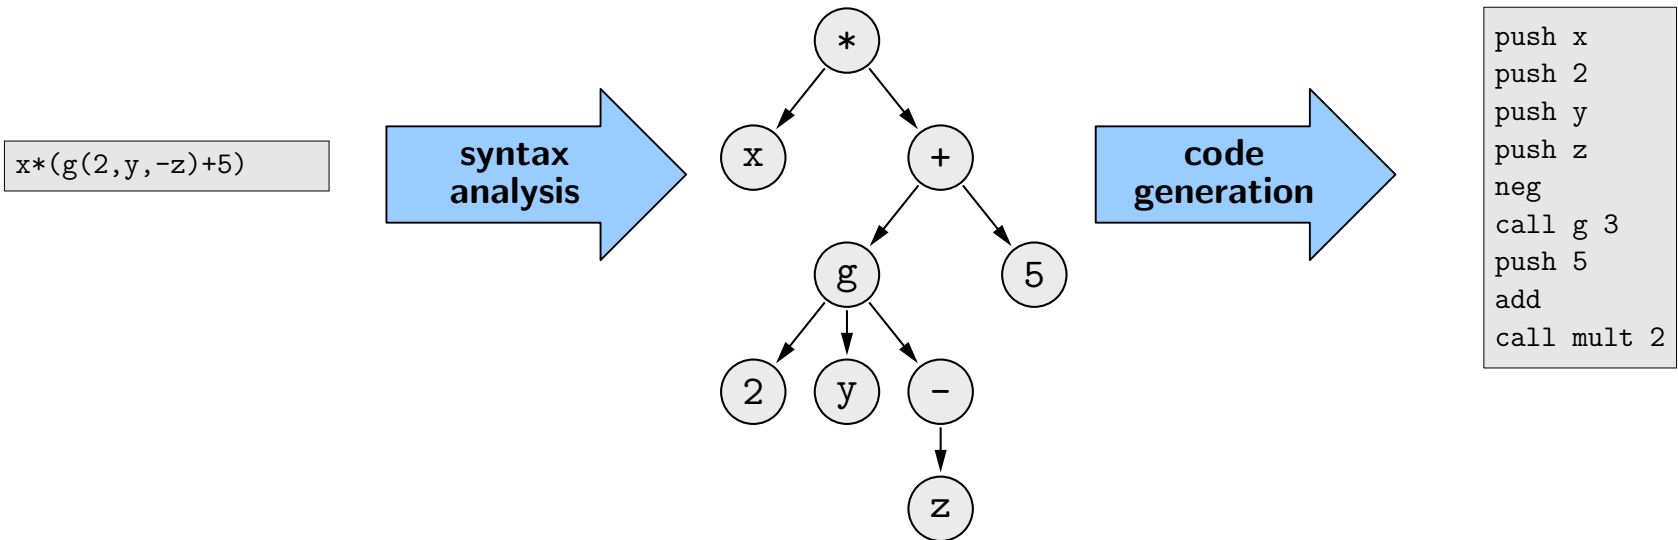 x*(g(2,y,-z)+5)
syntax
analysis
*
x
+
g
5
2
y
-
z
code
generation
push x
push 2
push y
push z
neg
call g 3
push 5
add
call mult 2